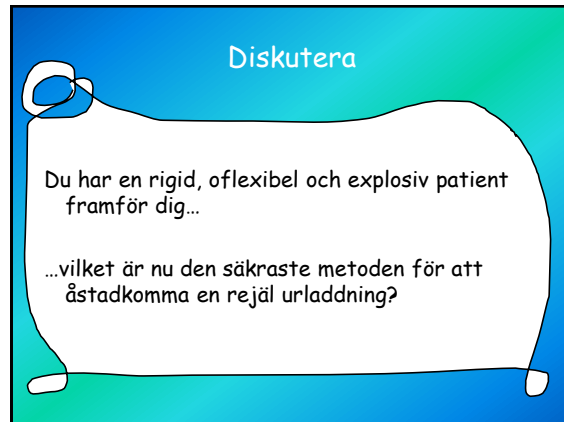 Diskutera
Du har en rigid, oflexibel och explosiv patient
framför dig…
…vilket är nu den säkraste metoden för att
åstadkomma en rejäl urladdning?